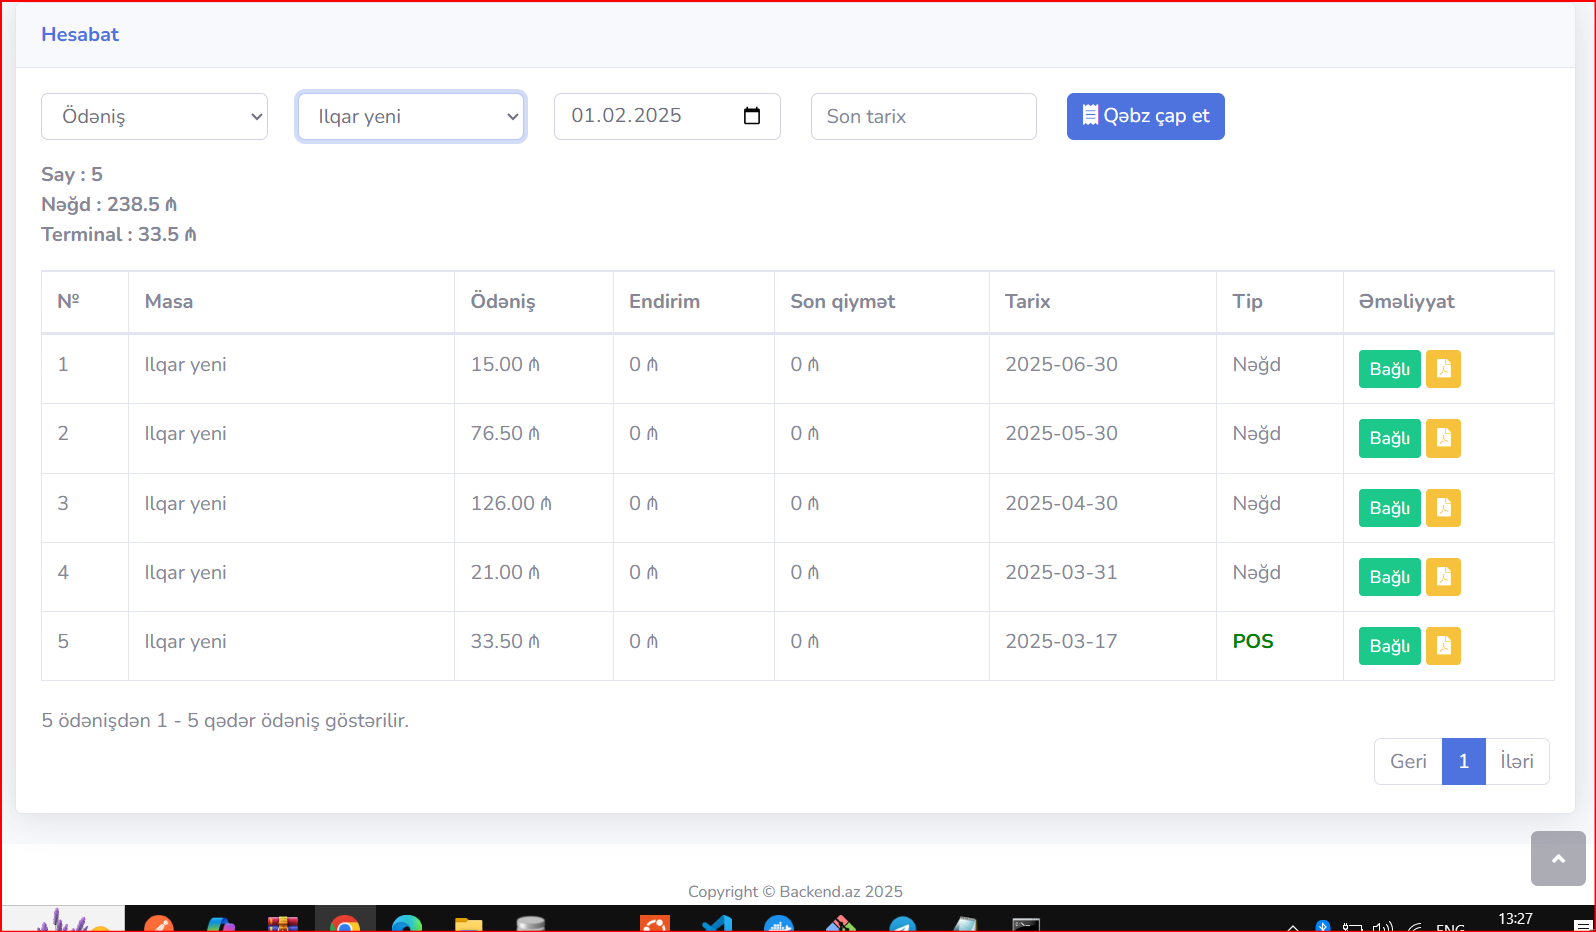 Hesabat
Ödəniş Ilqar yeni 01.02.2025 Son tarix Qəbz çap et
Say : 5
Nəğd : 238.5 ₼
Terminal : 33.5 ₼
№ Masa Ödəniş Endirim Son qiymət Tarix Tip Əməliyyat
1 Ilqar yeni 15.00 ₼ 0 ₼ 0 ₼ 2025-06-30 Nəğd Bağlı
2 Ilqar yeni 76.50 ₼ 0 ₼ 0 ₼ 2025-05-30 Nəğd Bağlı
3 Ilqar yeni 126.00 ₼ 0 ₼ 0 ₼ 2025-04-30 Nəğd Bağlı
4 Ilqar yeni 21.00 ₼ 0 ₼ 0 ₼ 2025-03-31 Nəğd Bağlı
5 Ilqar yeni 33.50 ₼ 0 ₼ 0 ₼ 2025-03-17 POS Bağlı
5 ödənişdən 1 - 5 qədər ödəniş göstərilir.
Geri 1 İləri
Copyright © Backend.az 2025
13:27
ENG